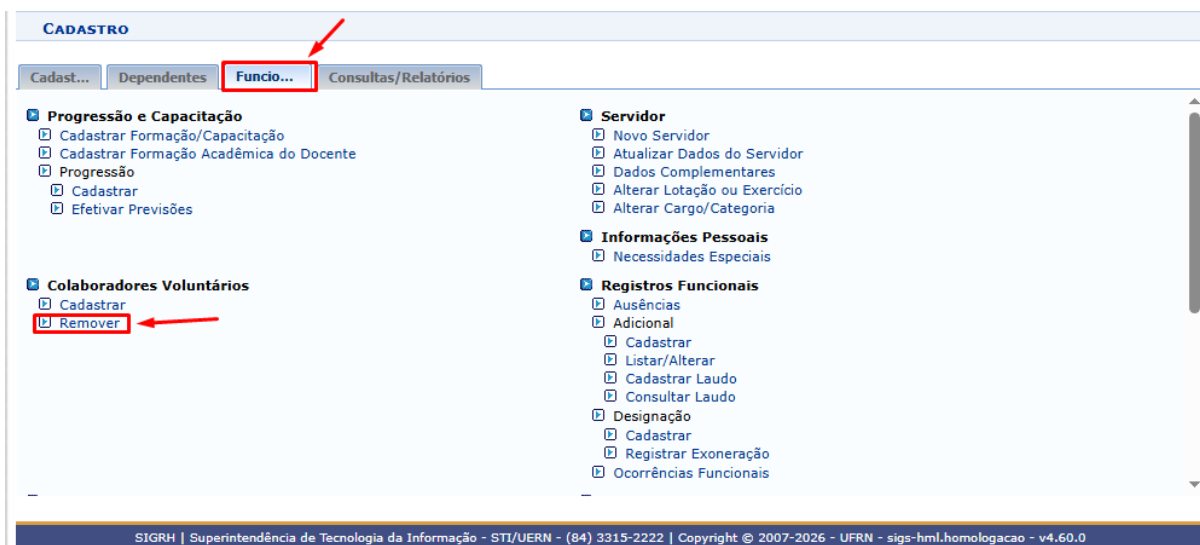 CADASTRO
Cadast... Dependentes Funcio... Consultas/Relatórios
Progressão e Capacitação
Cadastrar Formação/Capacitação
Cadastrar Formação Acadêmica do Docente
Progressão
Cadastrar
Efetivar Previsões
Servidor
Novo Servidor
Atualizar Dados do Servidor
Dados Complementares
Alterar Lotação ou Exercício
Alterar Cargo/Categoria
Informações Pessoais
Necessidades Especiais
Colaboradores Voluntários
Cadastrar
Remover
Registros Funcionais
Ausências
Adicional
Cadastrar
Listar/Alterar
Cadastrar Laudo
Consultar Laudo
Designação
Cadastrar
Registrar Exoneração
Ocorrências Funcionais
SIGRH | Superintendência de Tecnologia da Informação - STI/UERN - (84) 3315-2222 | Copyright © 2007-2026 - UFRN - sigs-hml.homologacao - v4.60.0